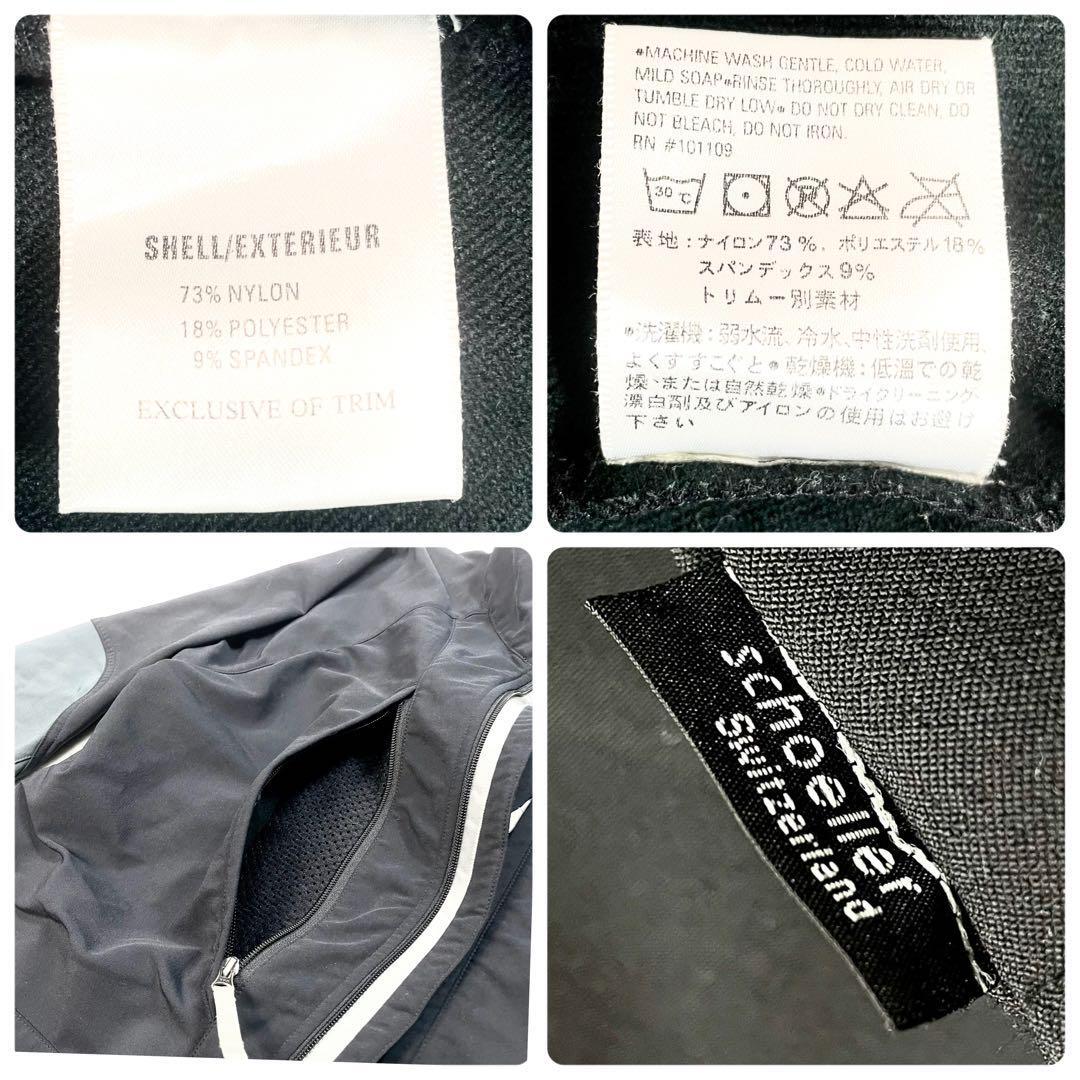 SHELL/EXTERIEUR
73% NYLON
18% POLYESTER
9% SPANDEX
EXCLUSIVE OF TRIM
*MACHINE WASH GENTLE, COLD WATER,
MILD SOAP*RINSE THOROUGHLY, AIR DRY OR
TUMBLE DRY LOW* DO NOT DRY CLEAN, DO
NOT BLEACH, DO NOT IRON.
RN #101109
30℃
表地:ナイロン73%、ポリエステル18%
スパンデックス9%
トリムー別素材
*洗濯機:弱水流、冷水、中性洗剤使用、
よくすすぐこと*乾燥機:低温での乾
燥、または自然乾燥*ドライクリーニング・
漂白剤及びアイロンの使用はお避け
下さい
schoeller
Switzerland